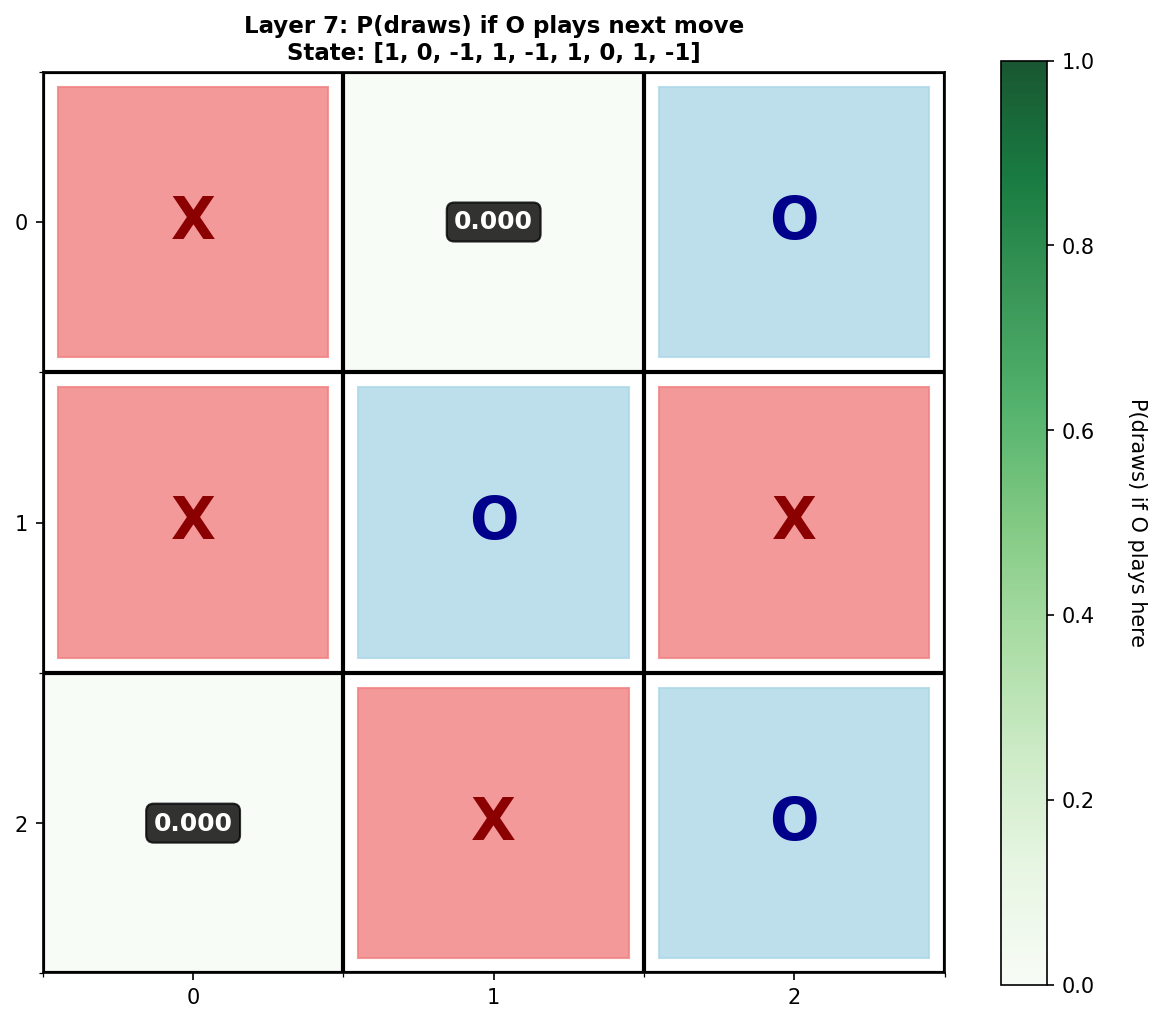 Layer 7: P(draws) if O plays next move
State: [1, 0, -1, 1, -1, 1, 0, 1, -1]
1.0
0 X 0.000 O
0.8
0.6
P(draws) if O plays here
1 X O X
0.4
0.2
2 0.000 X O
0.0
0 1 2